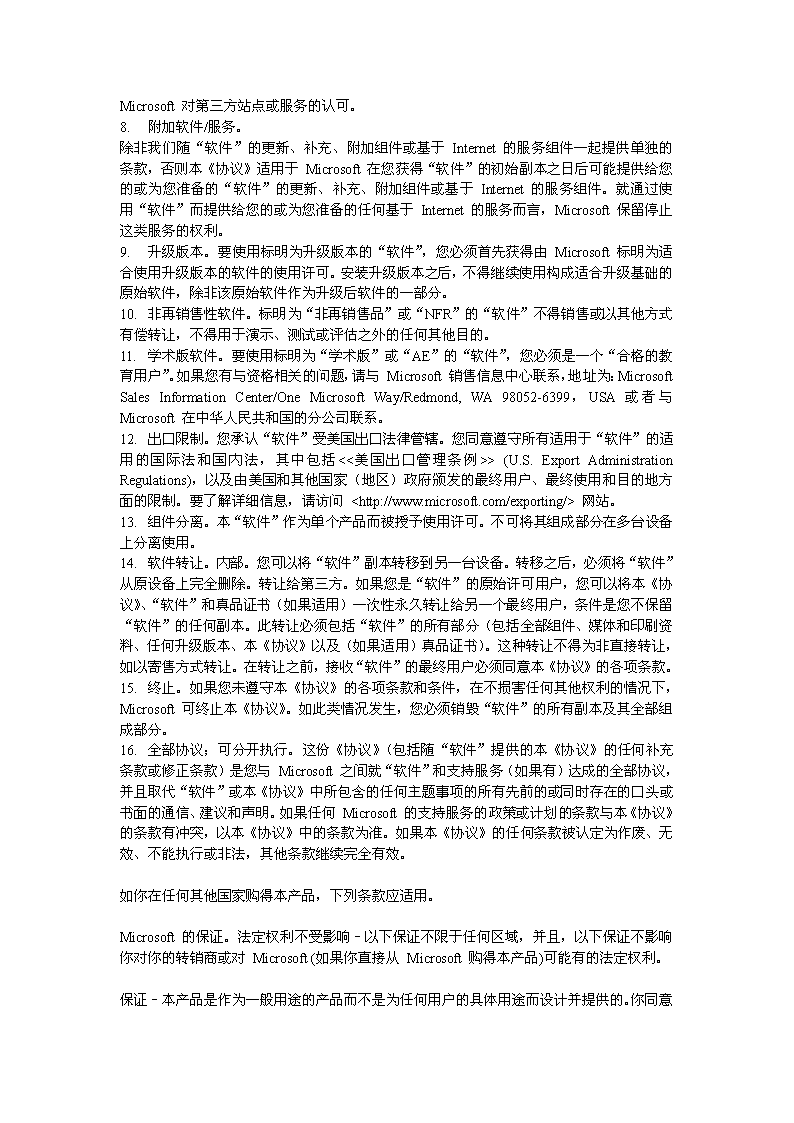 Microsoft 对第三方站点或服务的认可。
8. 附加软件/服务。
除非我们随“软件”的更新、补充、附加组件或基于 Internet 的服务组件一起提供单独的
条款，否则本《协议》适用于 Microsoft 在您获得“软件”的初始副本之日后可能提供给您
的或为您准备的“软件”的更新、补充、附加组件或基于 Internet 的服务组件。就通过使
用“软件”而提供给您的或为您准备的任何基于 Internet 的服务而言，Microsoft 保留停止
这类服务的权利。
9. 升级版本。要使用标明为升级版本的“软件”，您必须首先获得由 Microsoft 标明为适
合使用升级版本的软件的使用许可。安装升级版本之后，不得继续使用构成适合升级基础的
原始软件，除非该原始软件作为升级后软件的一部分。
10. 非再销售性软件。标明为“非再销售品”或“NFR”的“软件”不得销售或以其他方式
有偿转让，不得用于演示、测试或评估之外的任何其他目的。
11. 学术版软件。要使用标明为“学术版”或“AE”的“软件”，您必须是一个“合格的教
育用户”。如果您有与资格相关的问题，请与 Microsoft 销售信息中心联系，地址为：Microsoft
Sales Information Center/One Microsoft Way/Redmond, WA 98052-6399，USA 或者与
Microsoft 在中华人民共和国的分公司联系。
12. 出口限制。您承认“软件”受美国出口法律管辖。您同意遵守所有适用于“软件”的适
用的国际法和国内法，其中包括<<美国出口管理条例>> (U.S. Export Administration
Regulations)，以及由美国和其他国家（地区）政府颁发的最终用户、最终使用和目的地方
面的限制。要了解详细信息，请访问 <http://www.microsoft.com/exporting/> 网站。
13. 组件分离。本“软件”作为单个产品而被授予使用许可。不可将其组成部分在多台设备
上分离使用。
14. 软件转让。内部。您可以将“软件”副本转移到另一台设备。转移之后，必须将“软件”
从原设备上完全删除。转让给第三方。如果您是“软件”的原始许可用户，您可以将本《协
议》、“软件”和真品证书（如果适用）一次性永久转让给另一个最终用户，条件是您不保留
“软件”的任何副本。此转让必须包括“软件”的所有部分（包括全部组件、媒体和印刷资
料、任何升级版本、本《协议》以及（如果适用）真品证书）。这种转让不得为非直接转让，
如以寄售方式转让。在转让之前，接收“软件”的最终用户必须同意本《协议》的各项条款。
15. 终止。如果您未遵守本《协议》的各项条款和条件，在不损害任何其他权利的情况下，
Microsoft 可终止本《协议》。如此类情况发生，您必须销毁“软件”的所有副本及其全部组
成部分。
16. 全部协议；可分开执行。这份《协议》（包括随“软件”提供的本《协议》的任何补充
条款或修正条款）是您与 Microsoft 之间就“软件”和支持服务（如果有）达成的全部协议，
并且取代“软件”或本《协议》中所包含的任何主题事项的所有先前的或同时存在的口头或
书面的通信、建议和声明。如果任何 Microsoft 的支持服务的政策或计划的条款与本《协议》
的条款有冲突，以本《协议》中的条款为准。如果本《协议》的任何条款被认定为作废、无
效、不能执行或非法，其他条款继续完全有效。
如你在任何其他国家购得本产品，下列条款应适用。
Microsoft 的保证。法定权利不受影响－以下保证不限于任何区域，并且，以下保证不影响
你对你的转销商或对 Microsoft (如果你直接从 Microsoft 购得本产品)可能有的法定权利。
保证－本产品是作为一般用途的产品而不是为任何用户的具体用途而设计并提供的。你同意